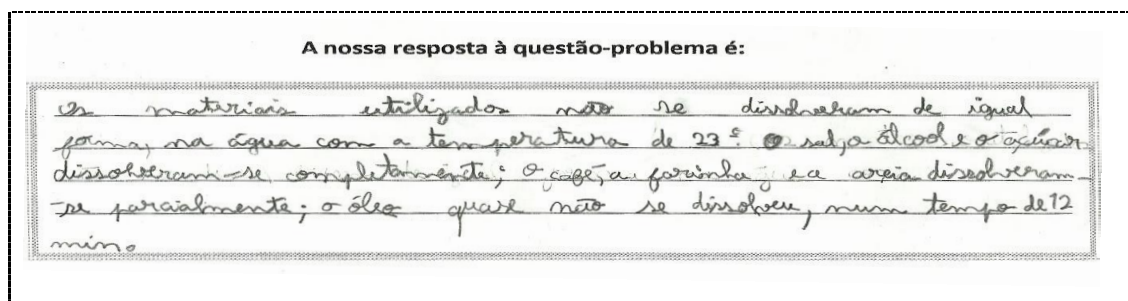 A nossa resposta à questão-problema é:
Os materiais utilizados não se dissolveram de igual
forma, na água com a temperatura de 23º. O sal, o álcool e o açúcar
dissolveram-se completamente; o café, a farinha e a areia dissolveram-
-se parcialmente; o óleo quase não se dissolveu, num tempo de 12
min.